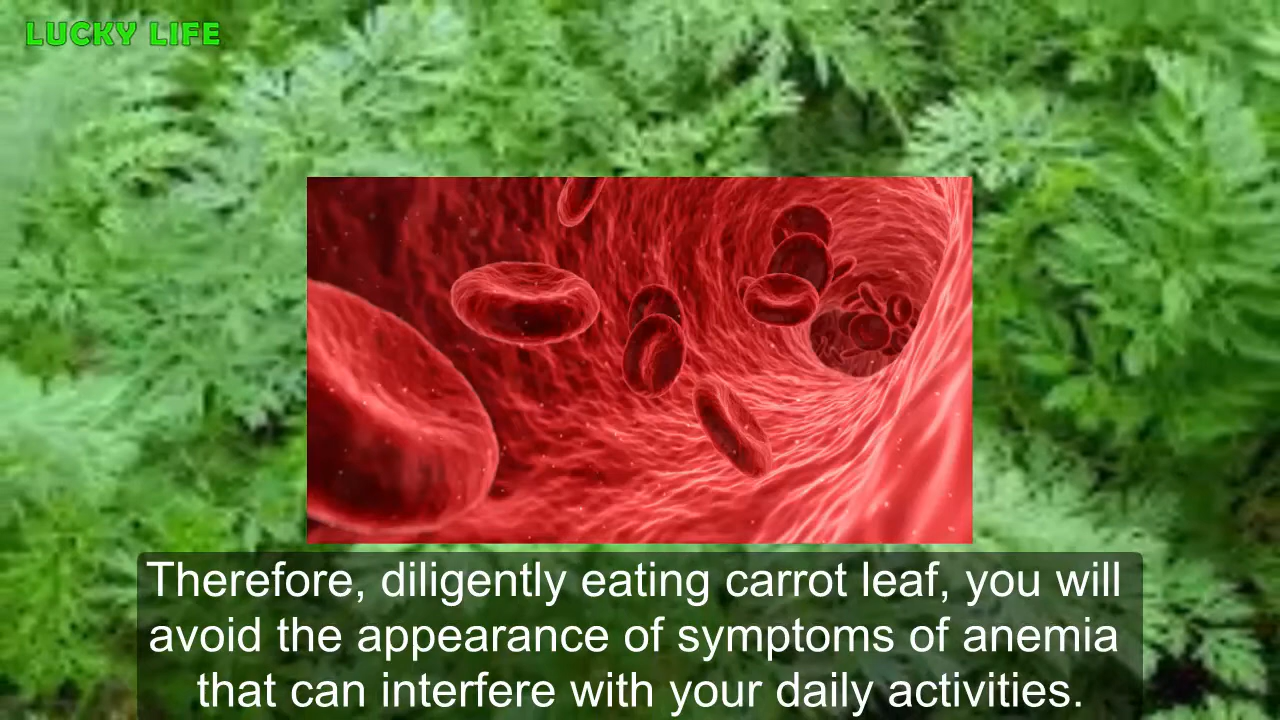 LUCKY LIFE
Therefore, diligently eating carrot leaf, you will
avoid the appearance of symptoms of anemia
that can interfere with your daily activities.